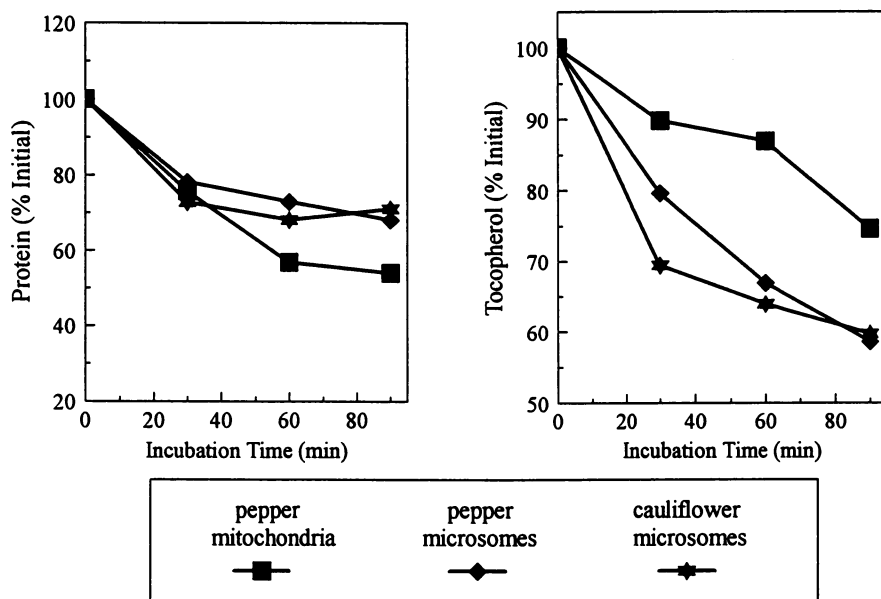 120
100
80
60
40
20
0 20 40 60 80
Protein (% Initial)
Incubation Time (min)
100
90
80
70
60
50
0 20 40 60 80
Tocopherol (% Initial)
Incubation Time (min)
pepper mitochondria
pepper microsomes
cauliflower microsomes